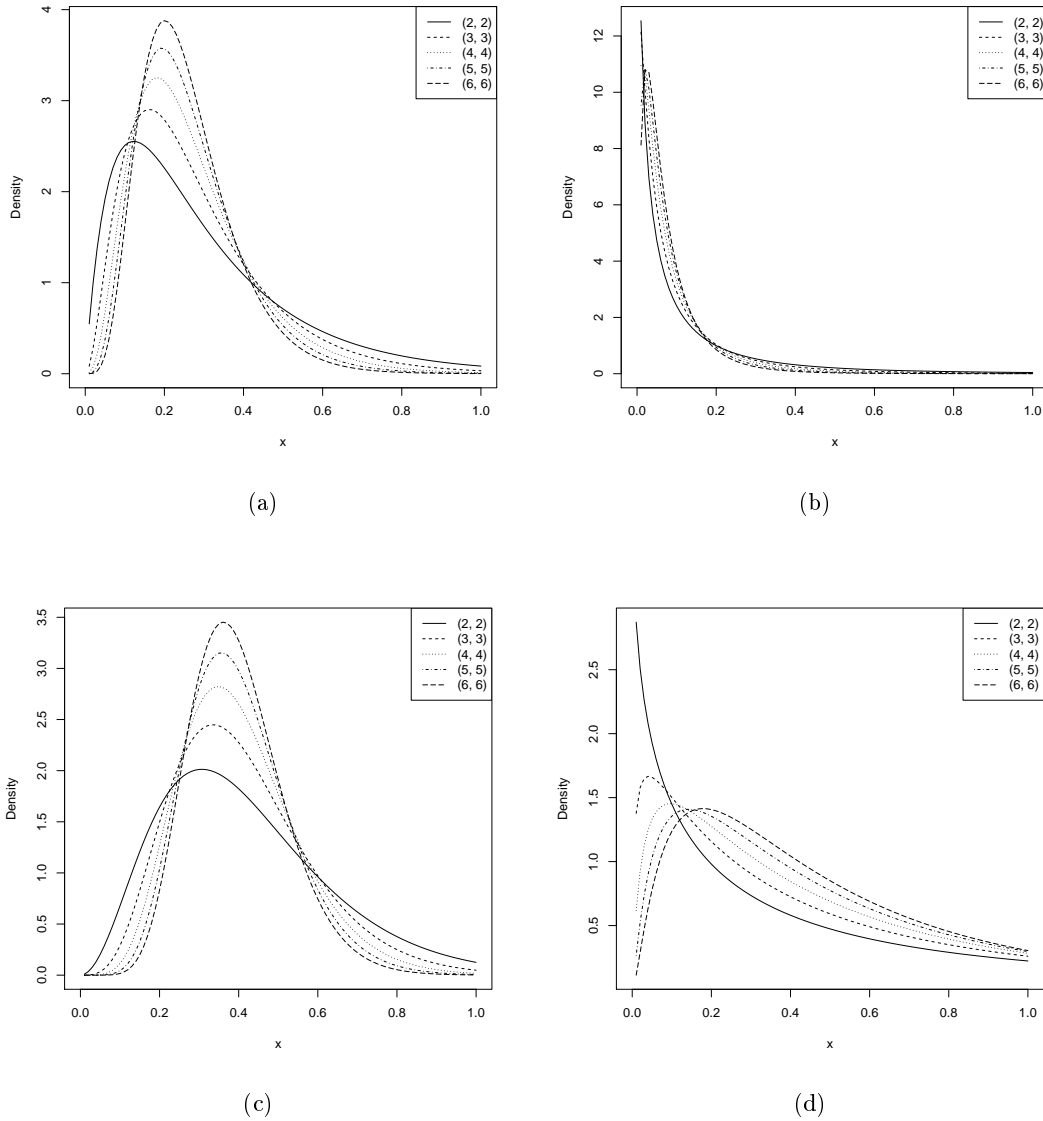 (2, 2)
(3, 3)
(4, 4)
(5, 5)
(6, 6)
4
3
2
1
0
Density
0.0 0.2 0.4 0.6 0.8 1.0
x
(a)
(2, 2)
(3, 3)
(4, 4)
(5, 5)
(6, 6)
12
10
8
6
4
2
0
Density
0.0 0.2 0.4 0.6 0.8 1.0
x
(b)
(2, 2)
(3, 3)
(4, 4)
(5, 5)
(6, 6)
3.5
3.0
2.5
2.0
1.5
1.0
0.5
0.0
Density
0.0 0.2 0.4 0.6 0.8 1.0
x
(c)
(2, 2)
(3, 3)
(4, 4)
(5, 5)
(6, 6)
2.5
2.0
1.5
1.0
0.5
Density
0.0 0.2 0.4 0.6 0.8 1.0
x
(d)